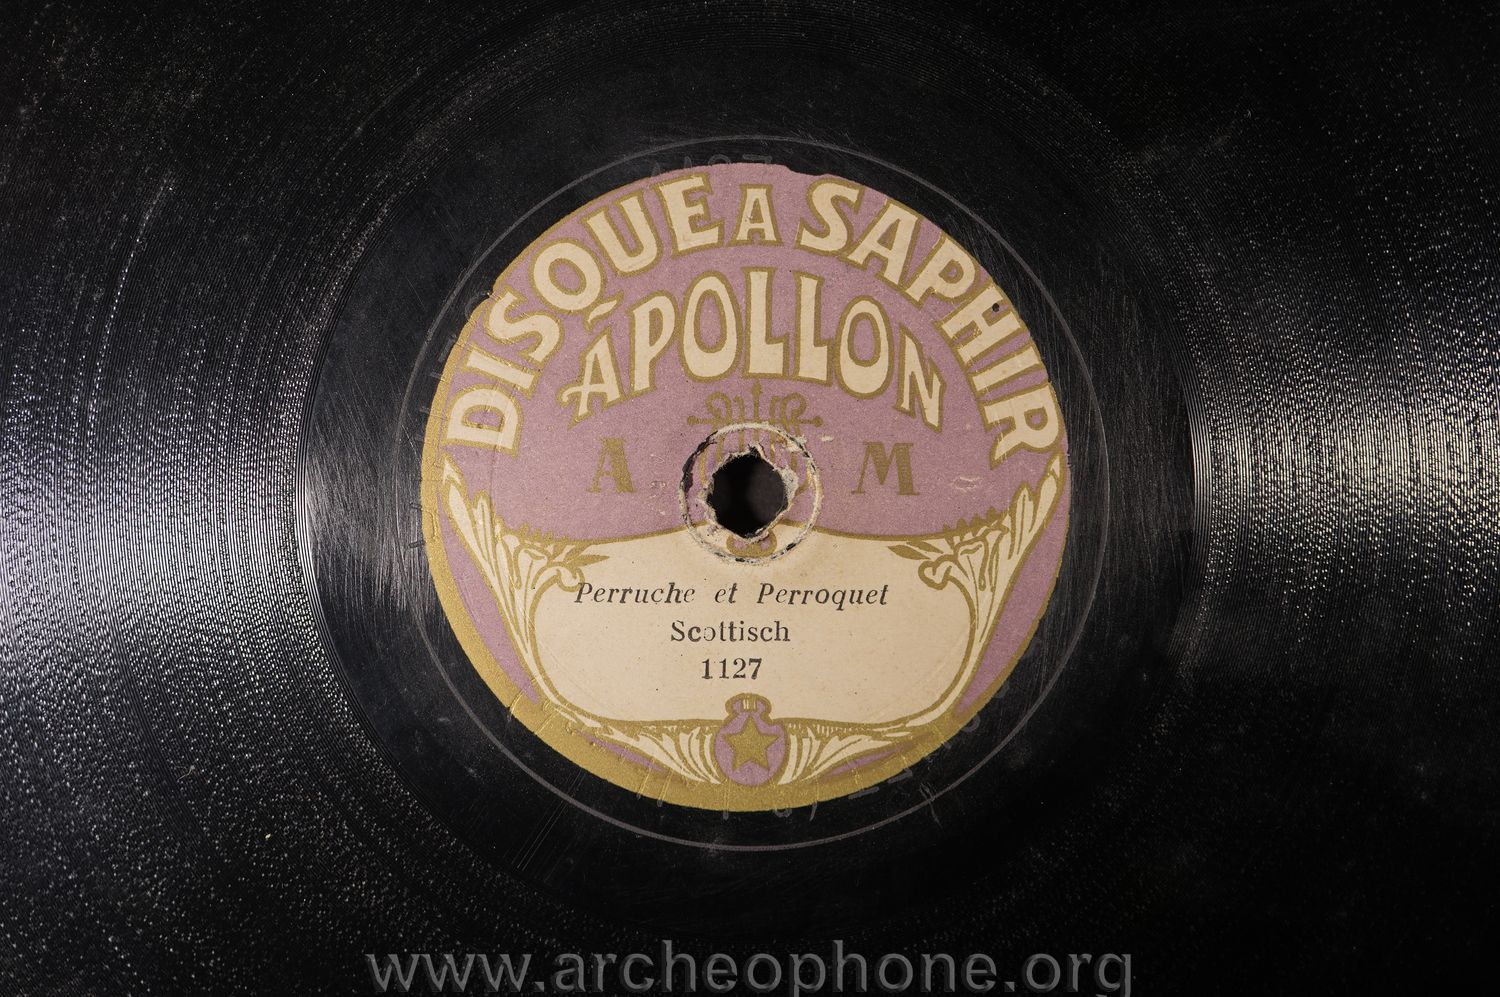 DISQUE A SAPHIR
APOLLON
A M
Perruche et Perroquet
Scottisch
1127
www.archeophone.org